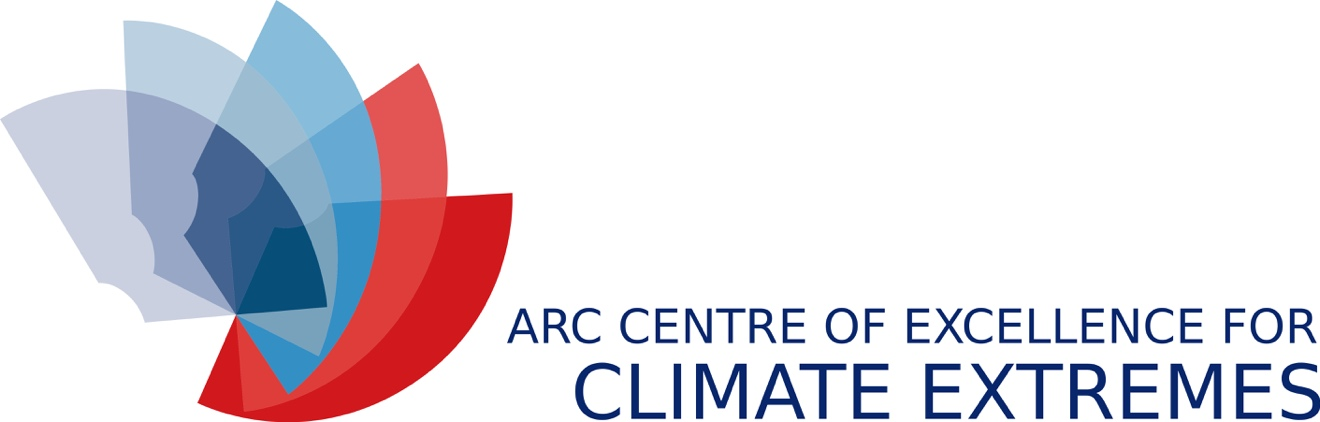 ARC CENTRE OF EXCELLENCE FOR
CLIMATE EXTREMES